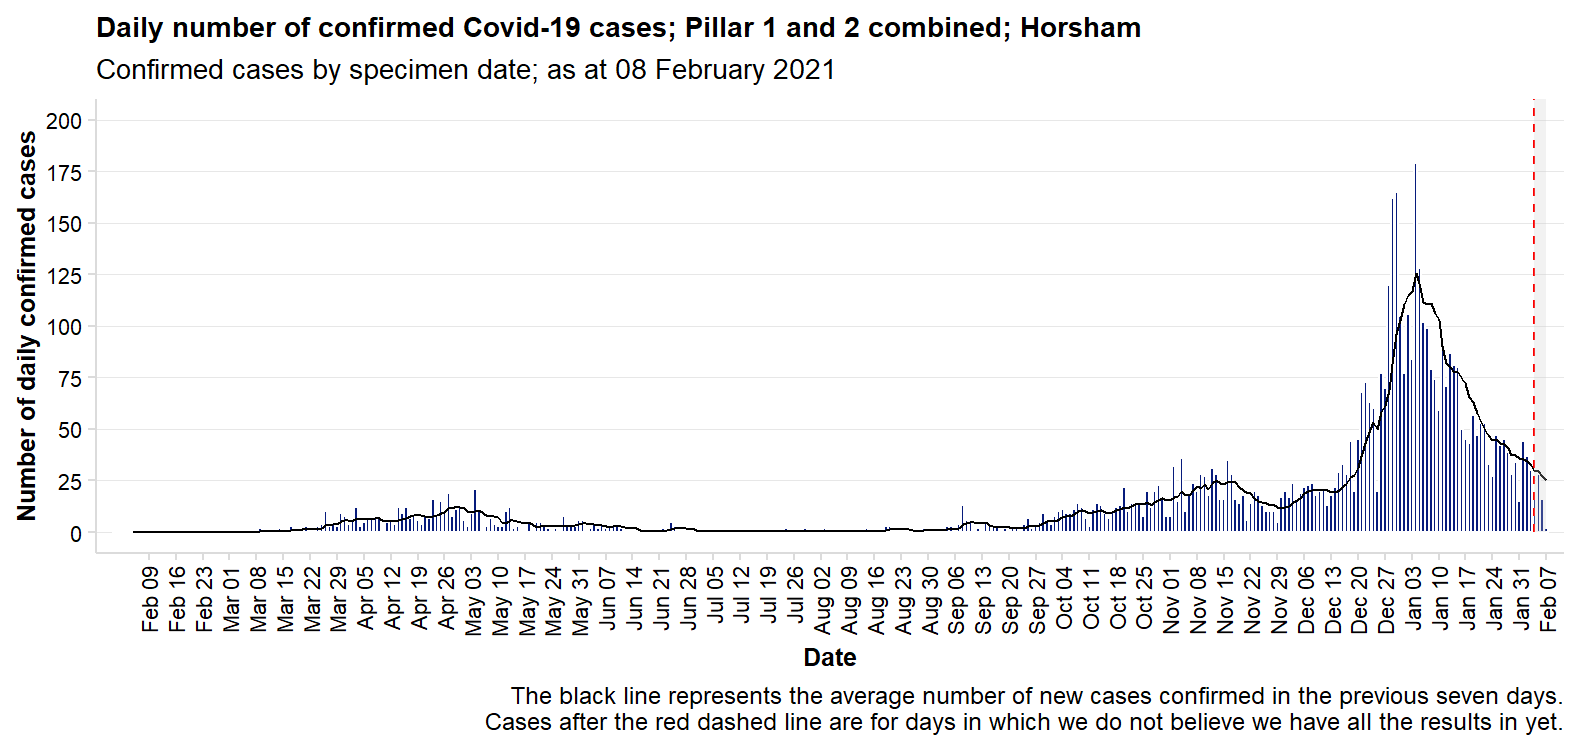 Daily number of confirmed Covid-19 cases; Pillar 1 and 2 combined; Horsham
Confirmed cases by specimen date; as at 08 February 2021
Number of daily confirmed cases
200
175
150
125
100
75
50
25
0
Feb 09
Feb 16
Feb 23
Mar 01
Mar 08
Mar 15
Mar 22
Mar 29
Apr 05
Apr 12
Apr 19
Apr 26
May 03
May 10
May 17
May 24
May 31
Jun 07
Jun 14
Jun 21
Jun 28
Jul 05
Jul 12
Jul 19
Jul 26
Aug 02
Aug 09
Aug 16
Aug 23
Aug 30
Sep 06
Sep 13
Sep 20
Sep 27
Oct 04
Oct 11
Oct 18
Oct 25
Nov 01
Nov 08
Nov 15
Nov 22
Nov 29
Dec 06
Dec 13
Dec 20
Dec 27
Jan 03
Jan 10
Jan 17
Jan 24
Jan 31
Feb 07
Date
The black line represents the average number of new cases confirmed in the previous seven days.
Cases after the red dashed line are for days in which we do not believe we have all the results in yet.